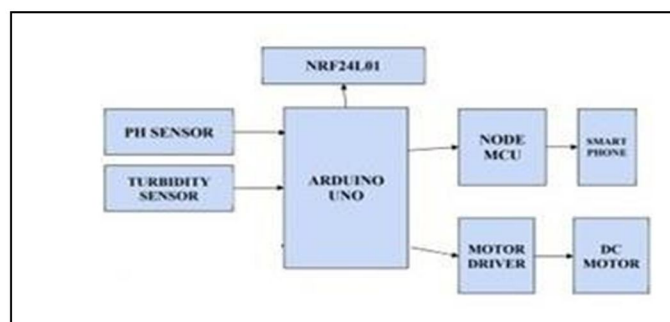 NRF24L01
PH SENSOR
TURBIDITY
SENSOR
ARDUINO
UNO
NODE
MCU
SMART
PHONE
MOTOR
DRIVER
DC
MOTOR